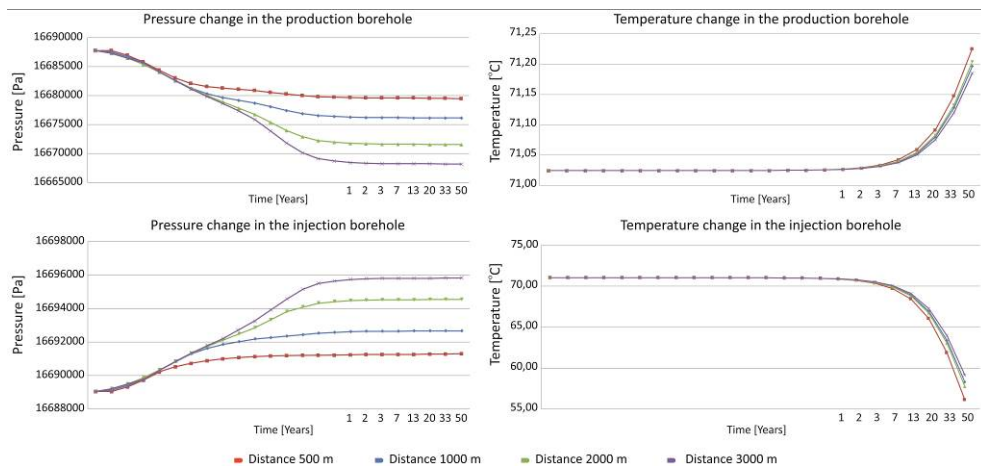 Pressure change in the production borehole
Pressure [Pa]
16690000
16685000
16680000
16675000
16670000
16665000
1 2 3 7 13 20 33 50
Time [Years]
Temperature change in the production borehole
Temperature [°C]
71,25
71,20
71,15
71,10
71,05
71,00
1 2 3 7 13 20 33 50
Time [Years]
Pressure change in the injection borehole
Pressure [Pa]
16698000
16696000
16694000
16692000
16690000
16688000
1 2 3 7 13 20 33 50
Time [Years]
Temperature change in the injection borehole
Temperature [°C]
75,00
70,00
65,00
60,00
55,00
1 2 3 7 13 20 33 50
Time [Years]
Distance 500 m Distance 1000 m Distance 2000 m Distance 3000 m